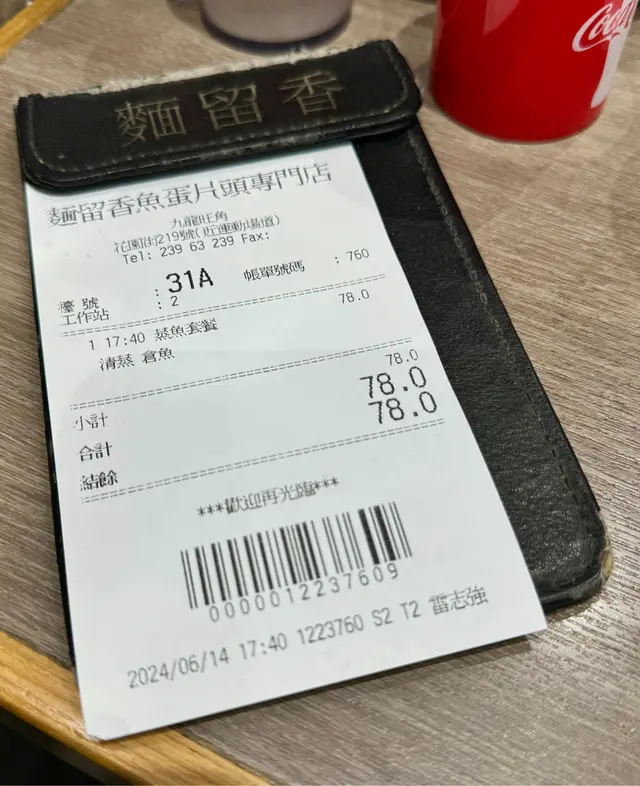 麵留香
Coca
麵留香魚蛋片頭專門店
九龍旺角
花園街219號(近運動場道)
Tel: 239 63 239 Fax:
檯 號 : 31A 帳單號碼 : 760
工作站 : 2
1 17:40 蒸魚套餐 78.0
清蒸 倉魚
小計 78.0
合計 78.0
結餘 78.0
***歡迎再光臨***
0000012237609
2024/06/14 17:40 1223760 S2 T2 雷志強